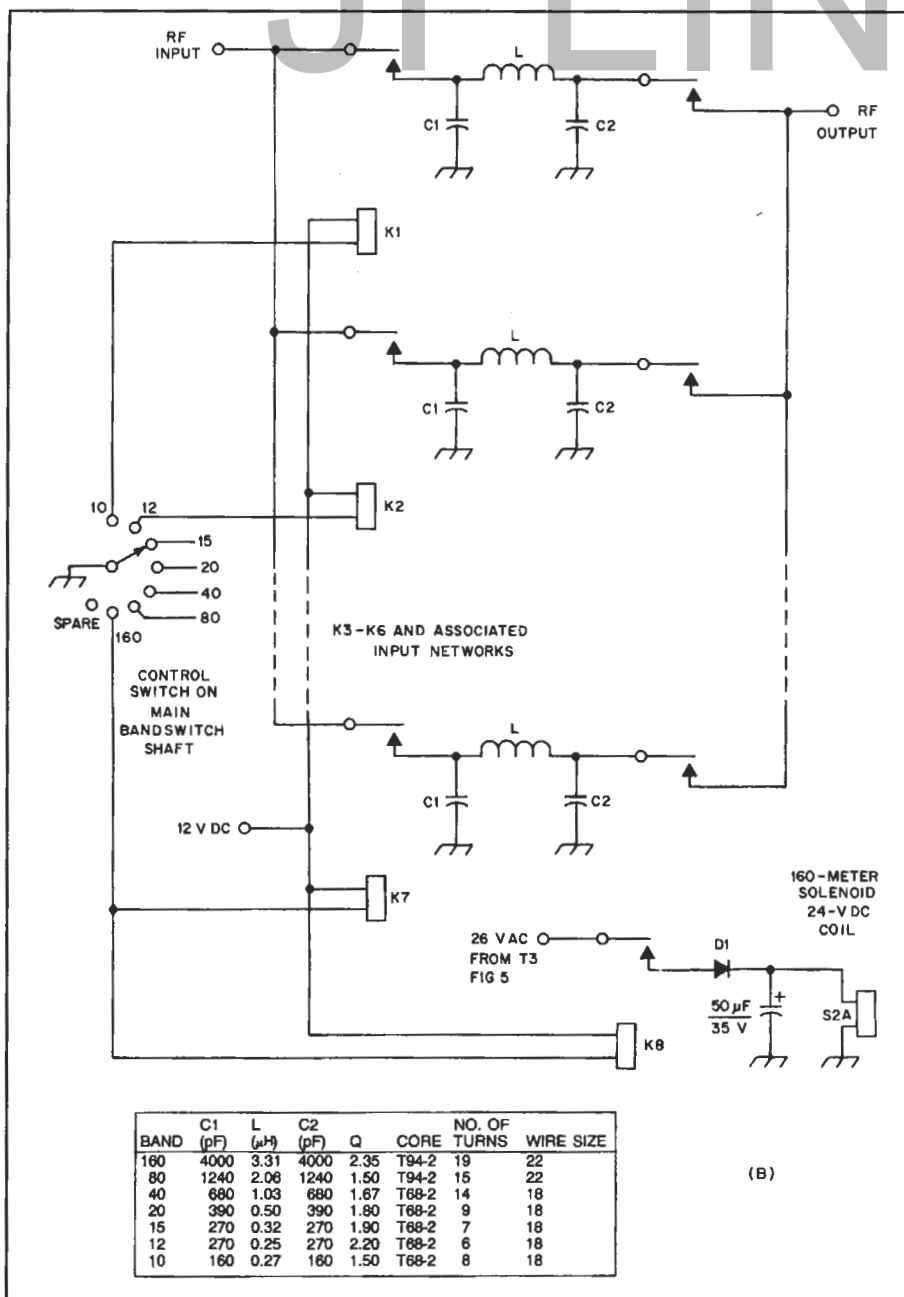 RF
INPUT
L
C1
C2
RF
OUTPUT
K1
L
C1
C2
K2
10
12
15
20
40
80
SPARE
160
CONTROL
SWITCH ON
MAIN
BANDSWITCH
SHAFT
K3-K6 AND ASSOCIATED
INPUT NETWORKS
L
C1
C2
12 V DC
K7
160-METER
SOLENOID
24-V DC
COIL
26 VAC
FROM T3
FIG 5
D1
50 µF
35 V
+
S2A
K8
BAND C1 (pF) L (µH) C2 (pF) Q CORE NO. OF TURNS WIRE SIZE
160 4000 3.31 4000 2.35 T94-2 19 22
80 1240 2.06 1240 1.50 T94-2 15 22
40 680 1.03 680 1.67 T68-2 14 18
20 390 0.50 390 1.80 T68-2 9 18
15 270 0.32 270 1.90 T68-2 7 18
12 270 0.25 270 2.20 T68-2 6 18
10 160 0.27 160 1.50 T68-2 8 18
(B)